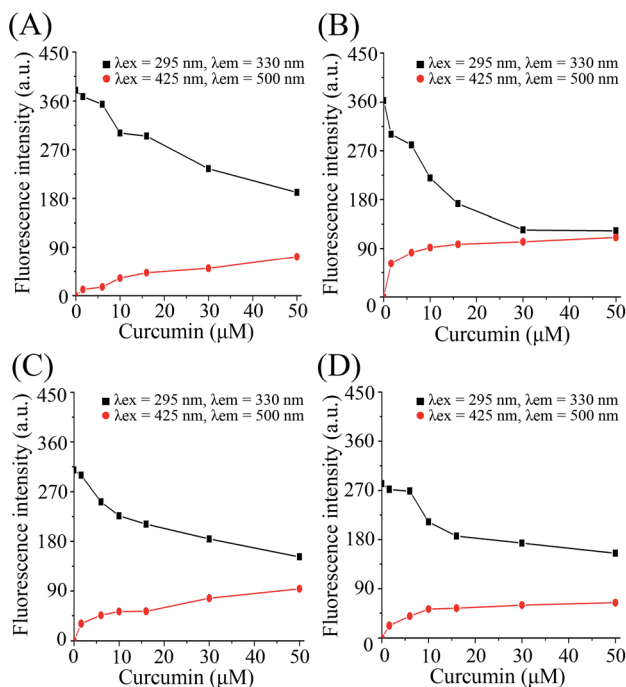 (A)
450
360
270
180
90
0
λex = 295 nm, λem = 330 nm
λex = 425 nm, λem = 500 nm
Fluorescence intensity (a.u.)
0 10 20 30 40 50
Curcumin (μM)
(B)
450
360
270
180
90
0
λex = 295 nm, λem = 330 nm
λex = 425 nm, λem = 500 nm
Fluorescence intensity (a.u.)
0 10 20 30 40 50
Curcumin (μM)
(C)
450
360
270
180
90
0
λex = 295 nm, λem = 330 nm
λex = 425 nm, λem = 500 nm
Fluorescence intensity (a.u.)
0 10 20 30 40 50
Curcumin (μM)
(D)
450
360
270
180
90
0
λex = 295 nm, λem = 330 nm
λex = 425 nm, λem = 500 nm
Fluorescence intensity (a.u.)
0 10 20 30 40 50
Curcumin (μM)